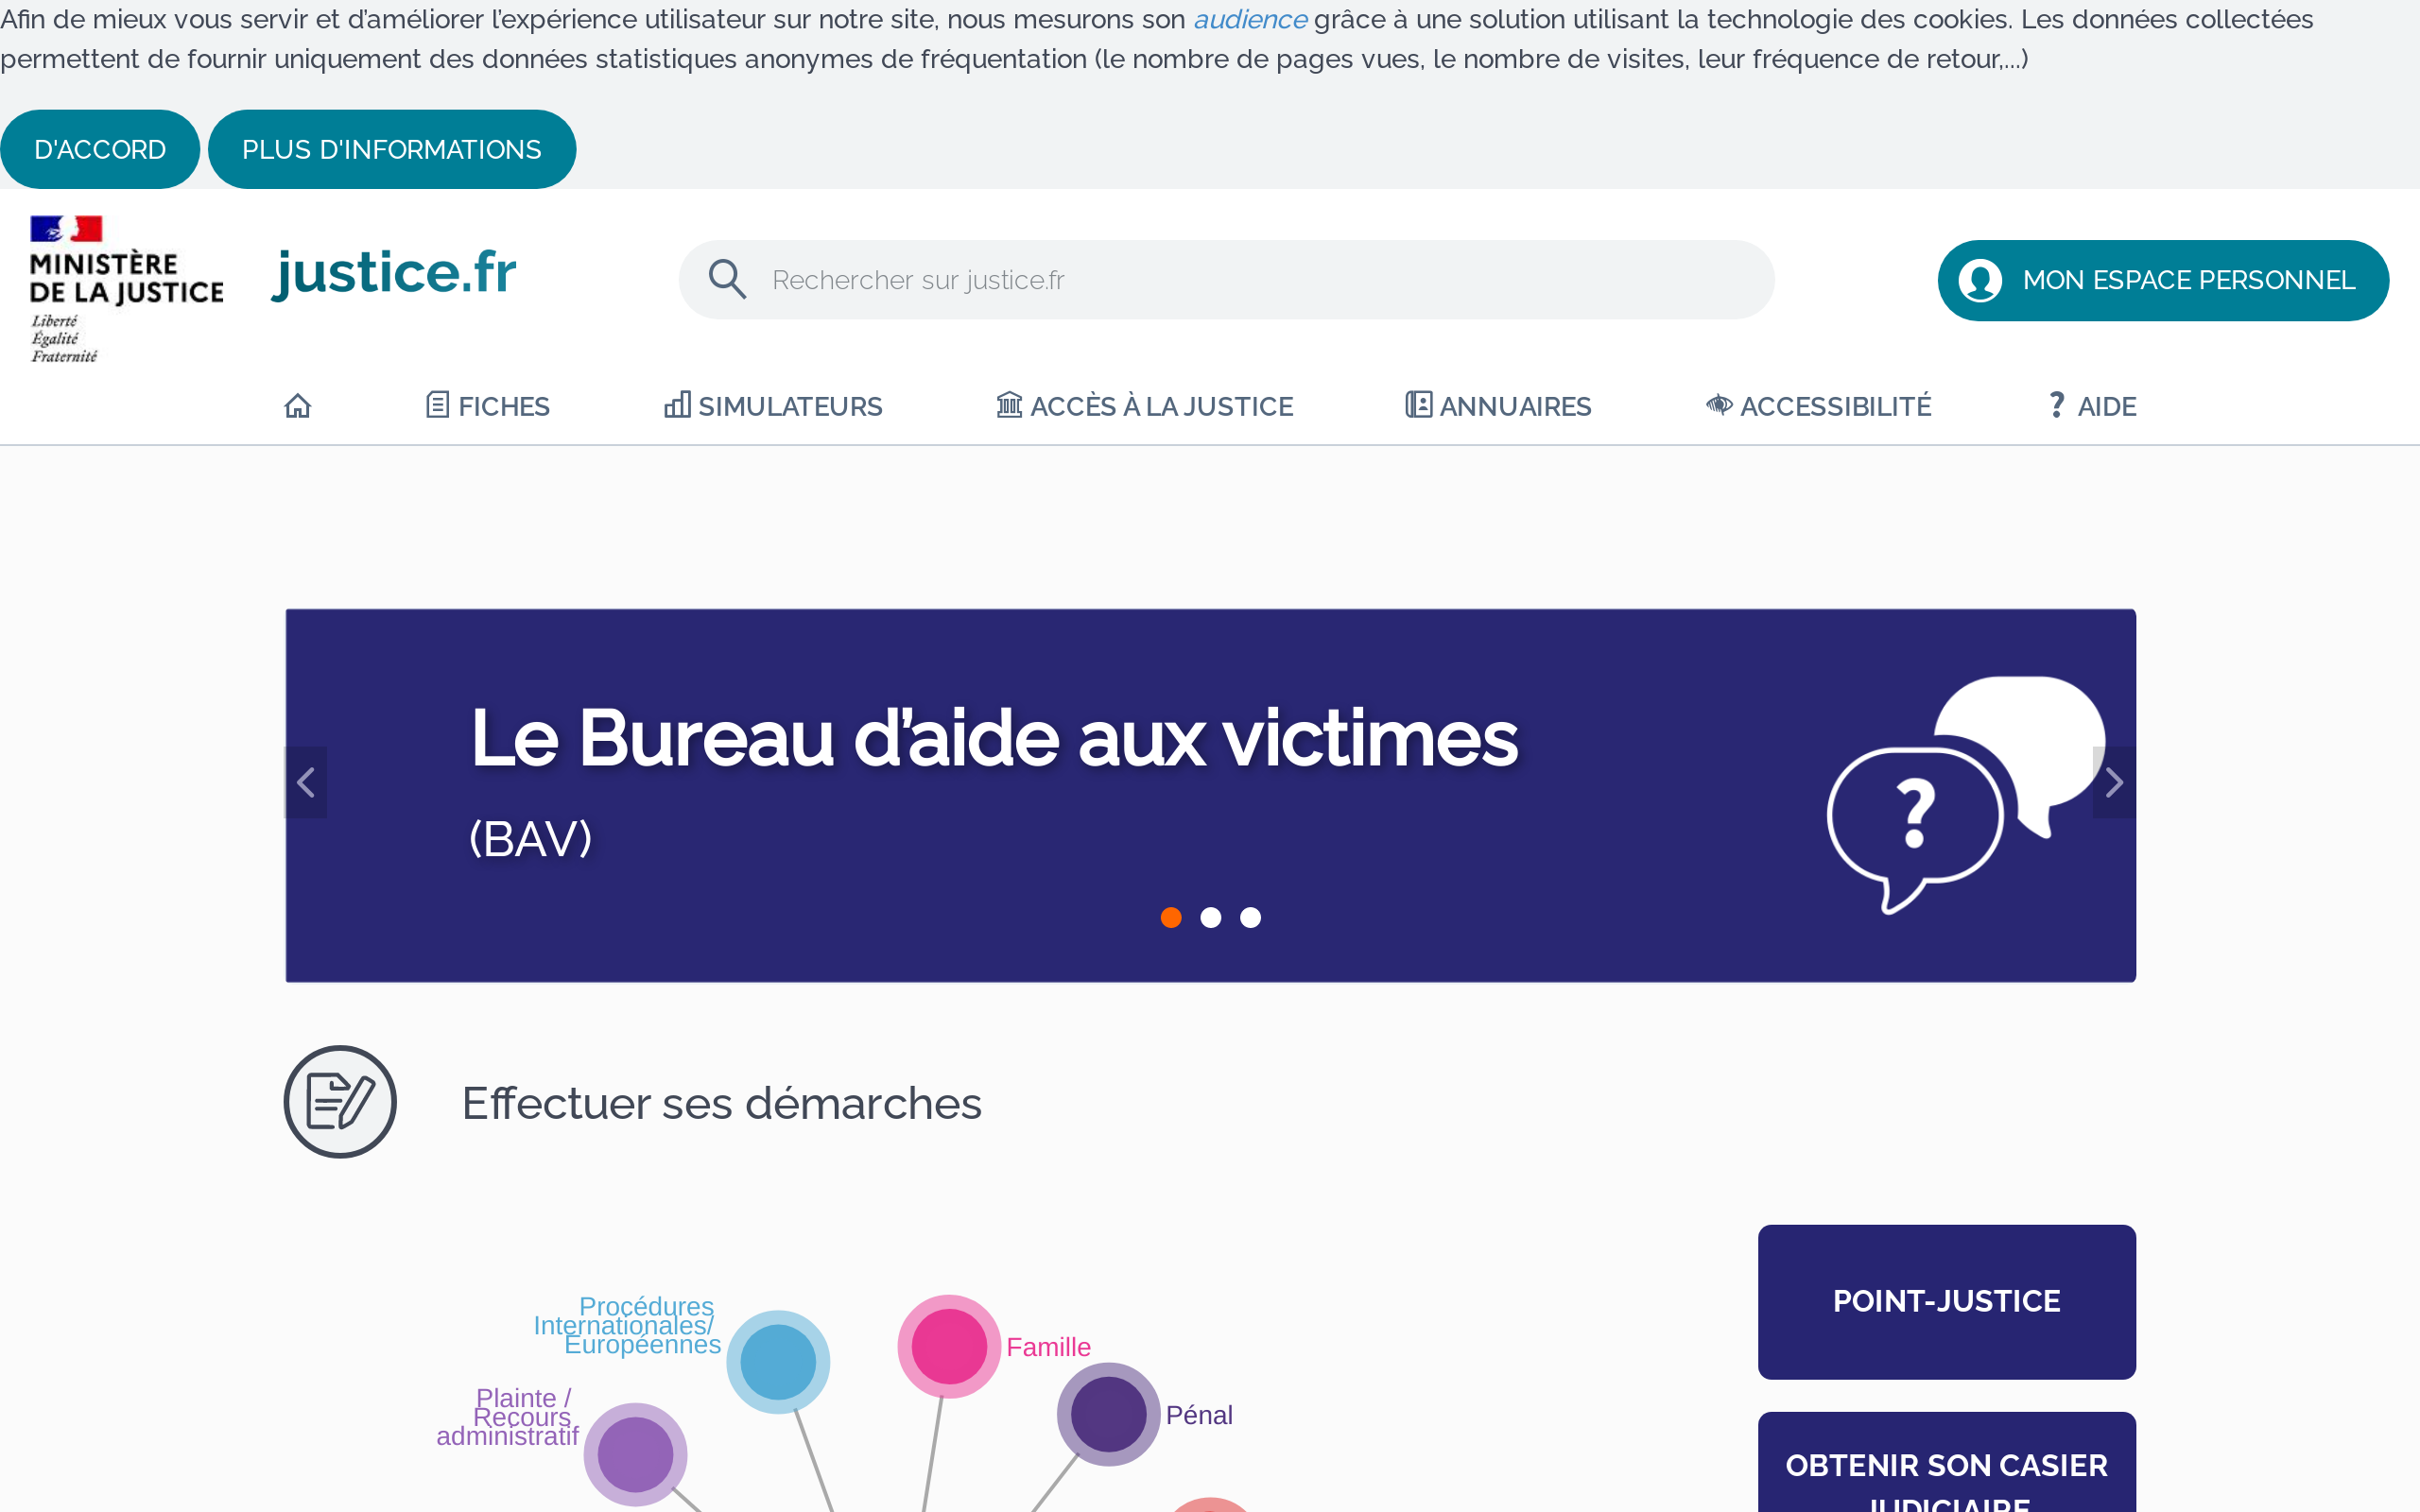 Afin de mieux vous servir et d’améliorer l’expérience utilisateur sur notre site, nous mesurons son audience grâce à une solution utilisant la technologie des cookies. Les données collectées
permettent de fournir uniquement des données statistiques anonymes de fréquentation (le nombre de pages vues, le nombre de visites, leur fréquence de retour,...)
D'ACCORD
PLUS D'INFORMATIONS
MINISTÈRE
DE LA JUSTICE
Liberté
Égalité
Fraternité
justice.fr
Rechercher sur justice.fr
MON ESPACE PERSONNEL
FICHES
SIMULATEURS
ACCÈS À LA JUSTICE
ANNUAIRES
ACCESSIBILITÉ
AIDE
Le Bureau d’aide aux victimes
(BAV)
?
Effectuer ses démarches
Procédures
Internationales/
Européennes
Famille
Pénal
Plainte /
Recours
administratif
POINT-JUSTICE
OBTENIR SON CASIER
JUDICIAIRE